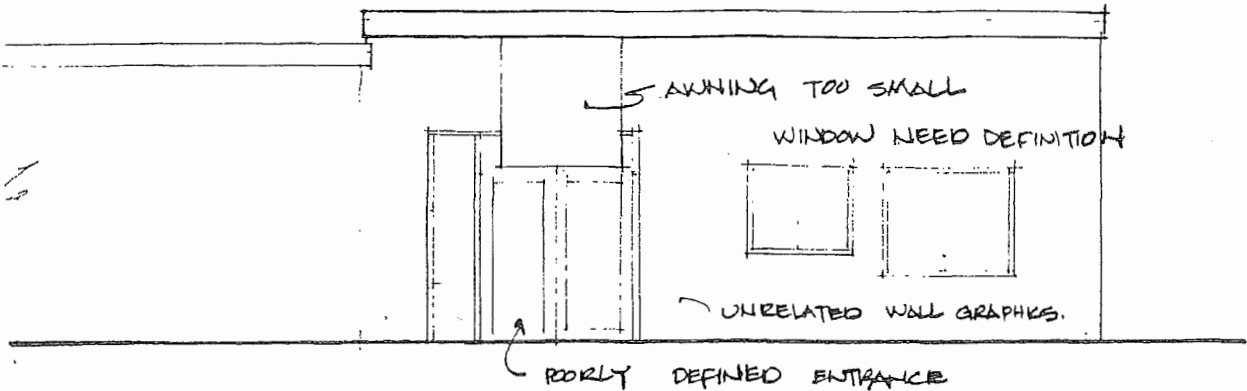 AWNING TOO SMALL
WINDOW NEED DEFINITION
UNRELATED WALL GRAPHICS.
POORLY DEFINED ENTRANCE